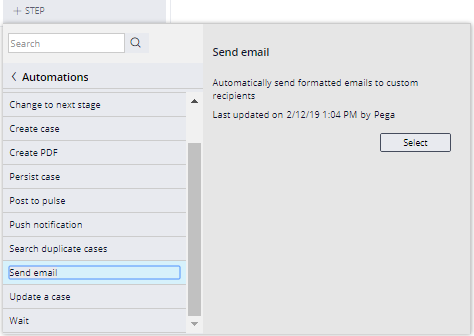 + STEP
Search
Automations
Change to next stage
Create case
Create PDF
Persist case
Post to pulse
Push notification
Search duplicate cases
Send email
Update a case
Wait
Send email
Automatically send formatted emails to custom
recipients
Last updated on 2/12/19 1:04 PM by Pega
Select